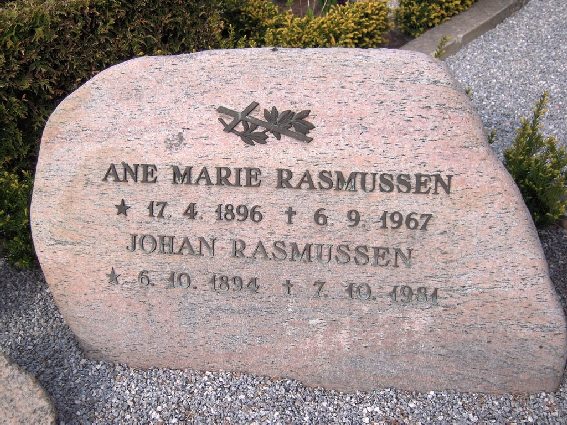 ANE MARIE RASMUSSEN
★ 17. 4. 1896 ✝ 6. 9. 1967
JOHAN RASMUSSEN
★ 6. 10. 1894 ✝ 7. 10. 1981